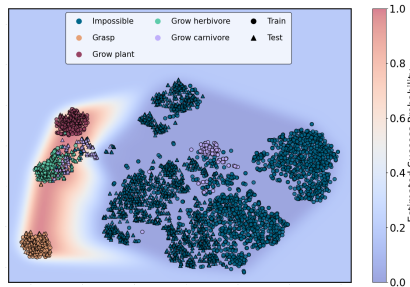 Impossible
Grasp
Grow plant
Grow herbivore
Grow carnivore
Train
Test
1.0
0.8
0.6
0.4
0.2
0.0